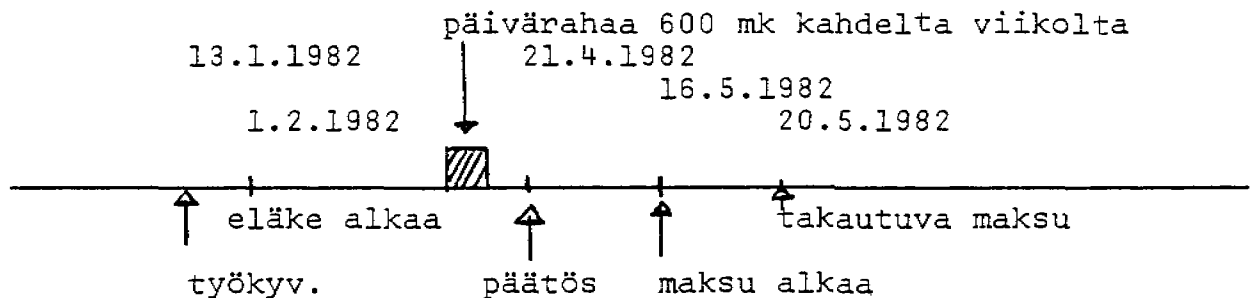 päivärahaa 600 mk kahdelta viikolta
13.1.1982 21.4.1982
16.5.1982
1.2.1982 20.5.1982
eläke alkaa takautuva maksu
työkyv. päätös maksu alkaa